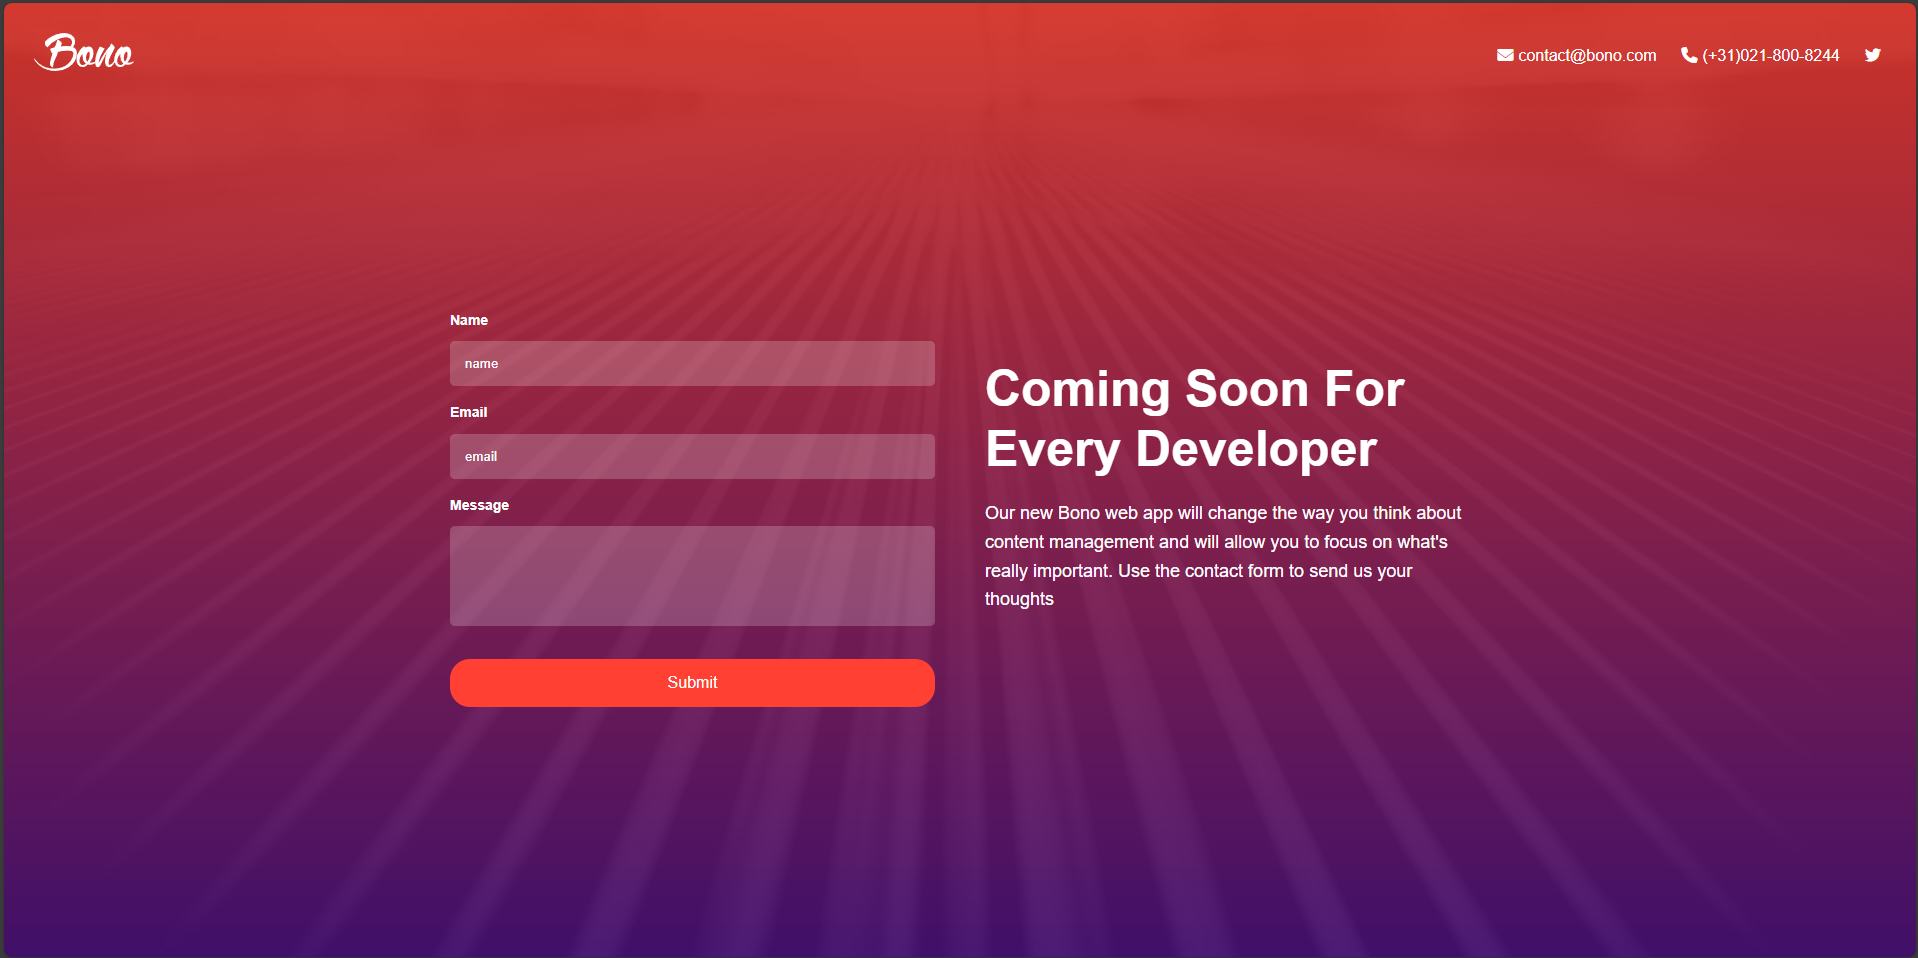 Bono
contact@bono.com
(+31)021-800-8244
Name
name
Email
email
Message
Submit
Coming Soon For
Every Developer
Our new Bono web app will change the way you think about
content management and will allow you to focus on what's
really important. Use the contact form to send us your
thoughts